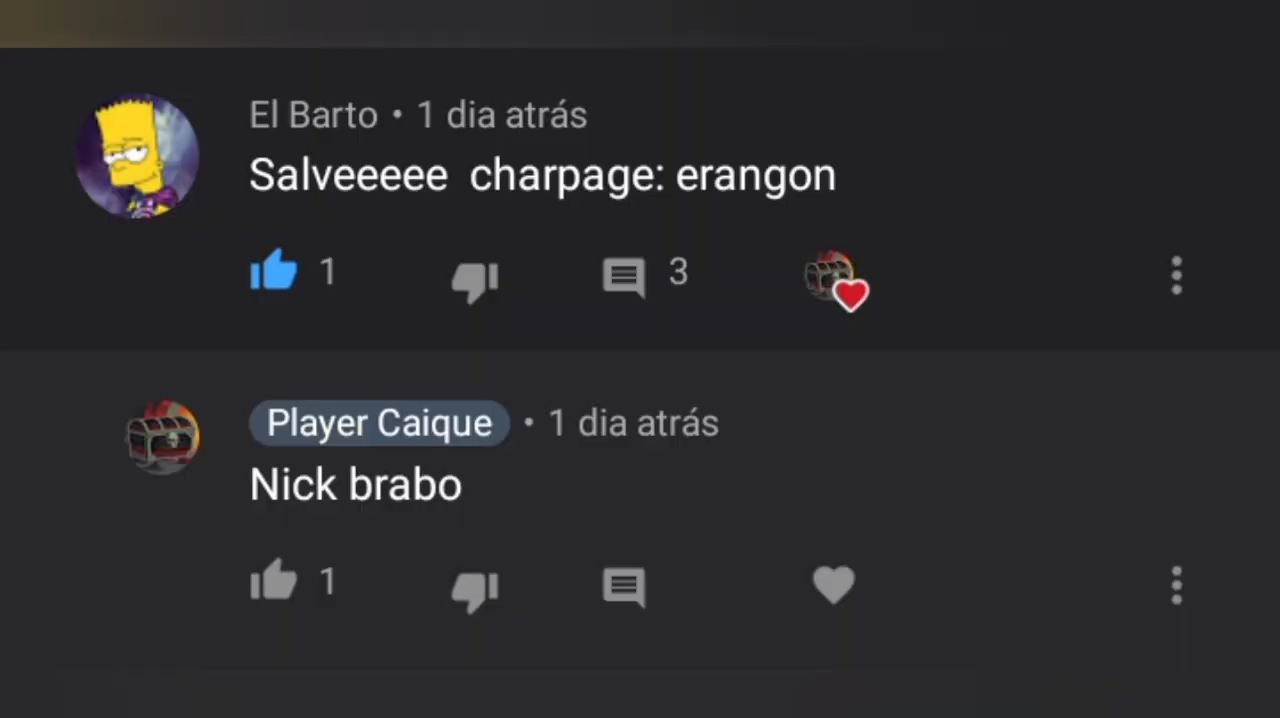 El Barto • 1 dia atrás
Salveeeee charpage: erangon
1
3
Player Caique • 1 dia atrás
Nick brabo
1